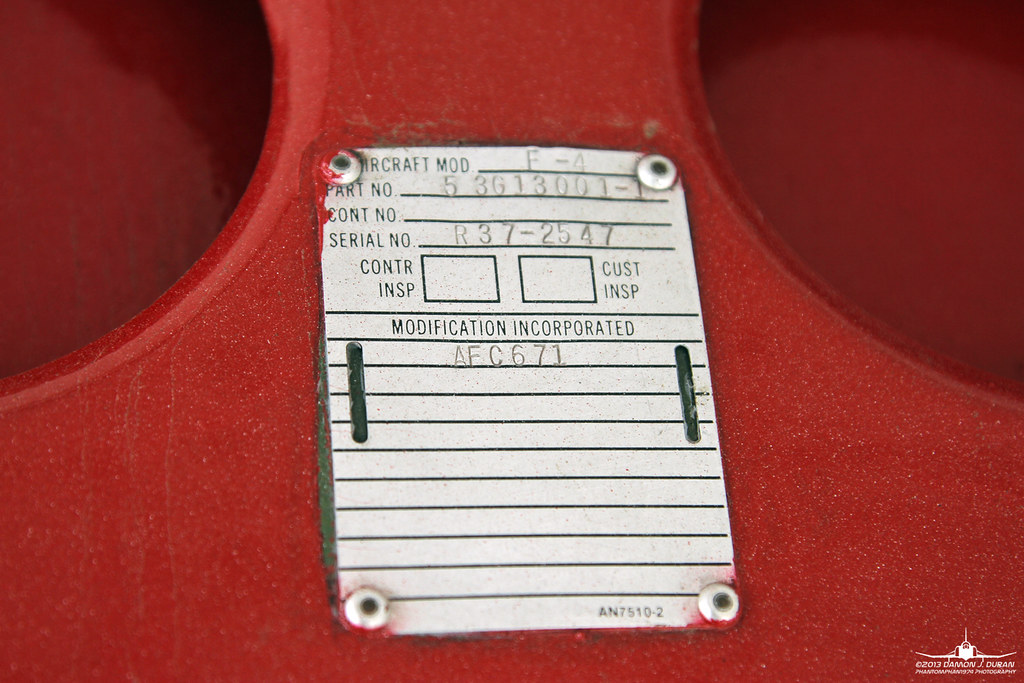 AIRCRAFT MOD. F-4
PART NO. 53G13001-1
CONT NO.
SERIAL NO. R37-2547
CONTR INSP
CUST INSP
MODIFICATION INCORPORATED
AFC671
AN7510-2
©2013 DAMON J. DURAN
PHANTOMPHAN1974 PHOTOGRAPHY